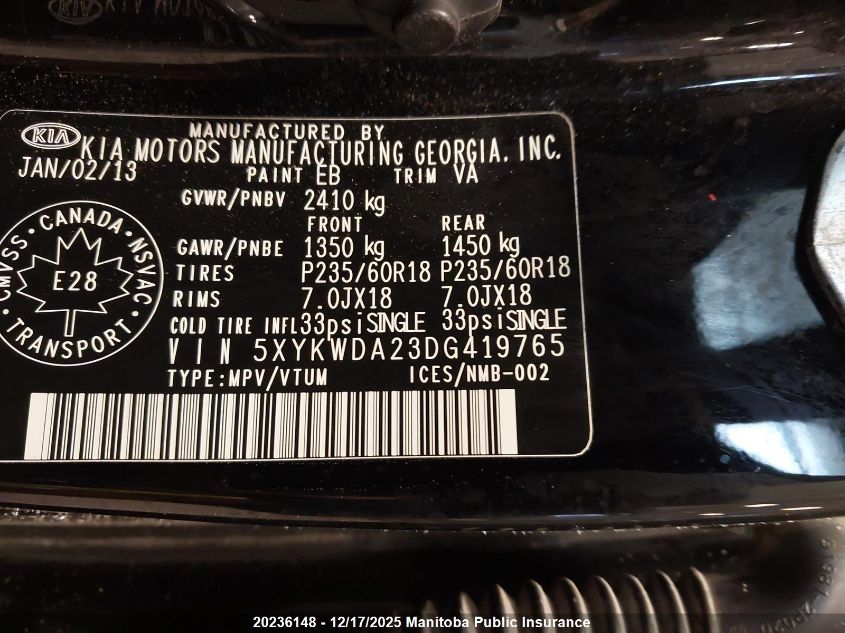 KIA
MANUFACTURED BY
KIA MOTORS MANUFACTURING GEORGIA, INC.
JAN/02/13 PAINT EB TRIM VA
GVWR/PNBV 2410 kg
FRONT REAR
GAWR/PNBE 1350 kg 1450 kg
TIRES P235/60R18 P235/60R18
RIMS 7.0JX18 7.0JX18
COLD TIRE INFL 33psi SINGLE 33psi SINGLE
VIN 5XYKWDA23DG419765
TYPE:MPV/VTUM ICES/NMB-002
CMVSS · CANADA · NSVAC · TRANSPORT ·
E28
20236148 - 12/17/2025 Manitoba Public Insurance